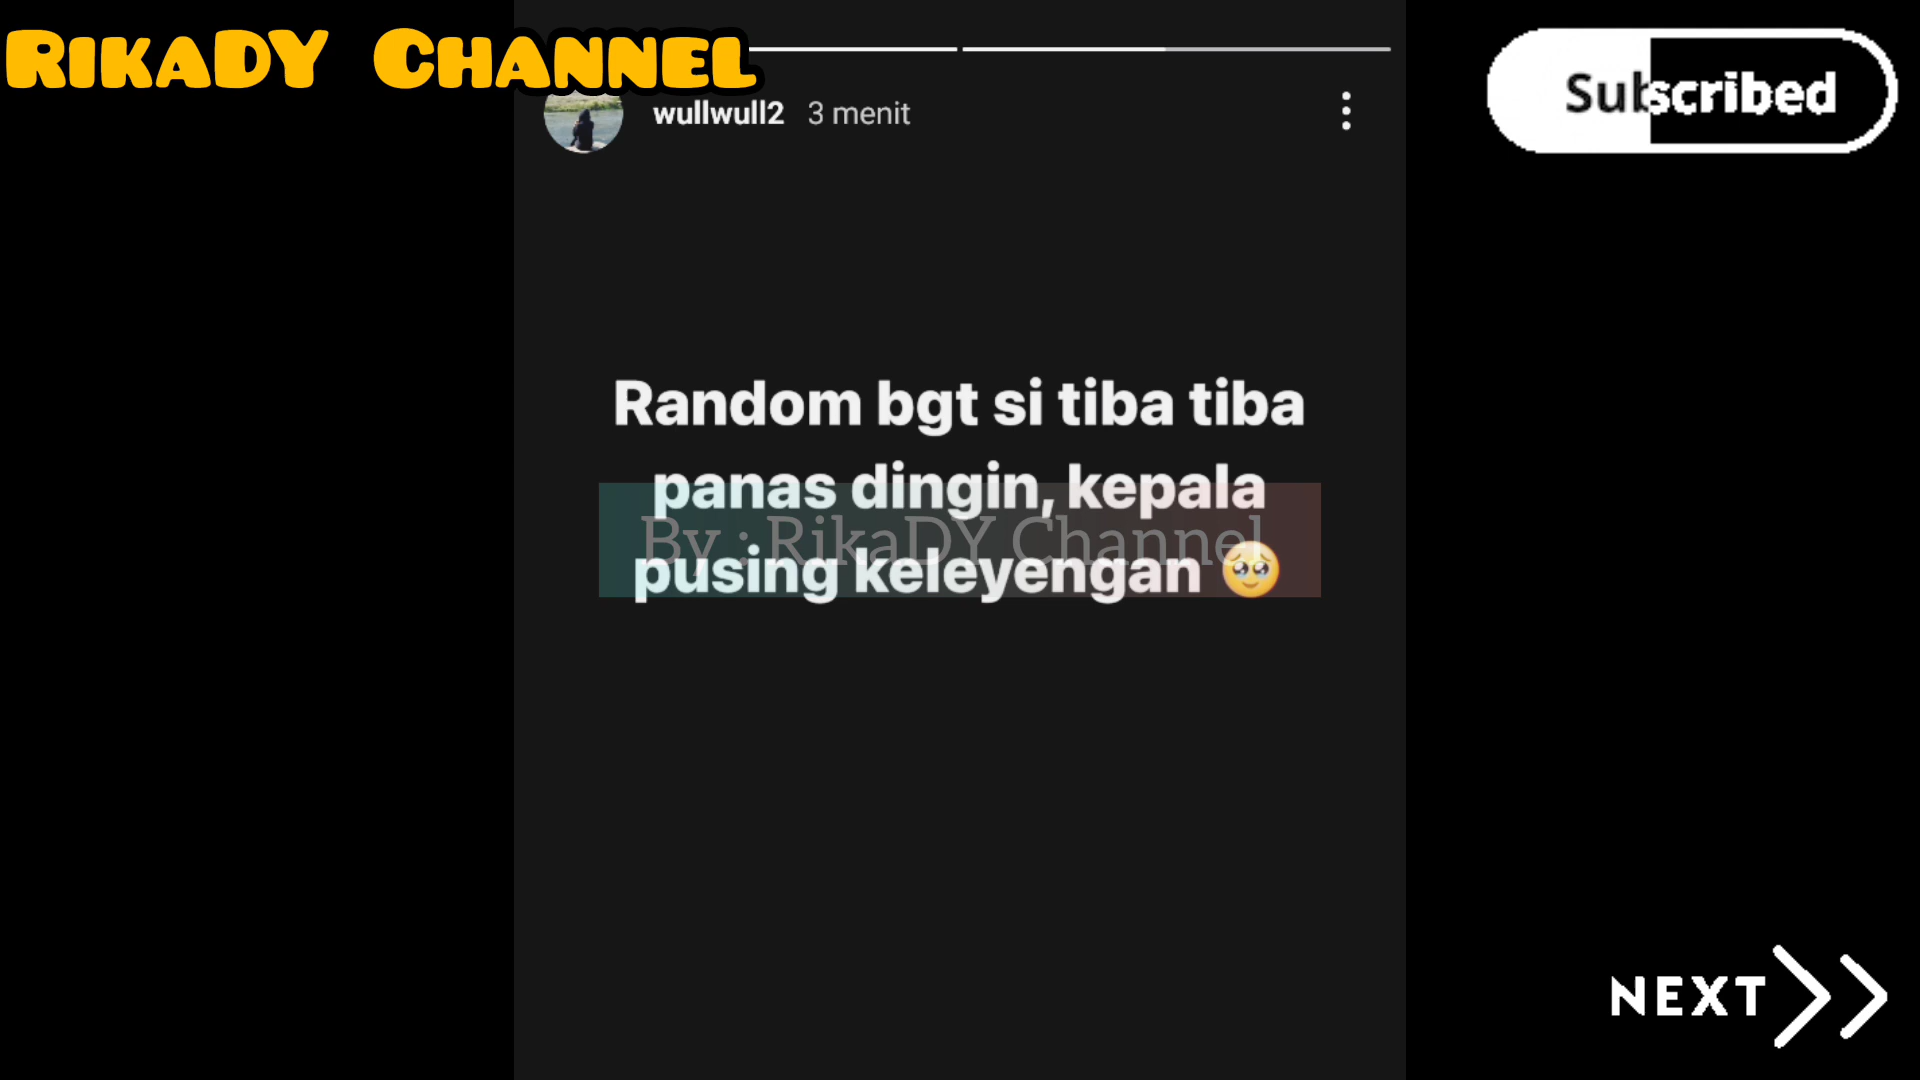 RIKADY CHANNEL
Subscribed
wullwull2 3 menit
Random bgt si tiba tiba
panas dingin, kepala
By : RikaDY Channel
pusing keleyengan 🥹
NEXT